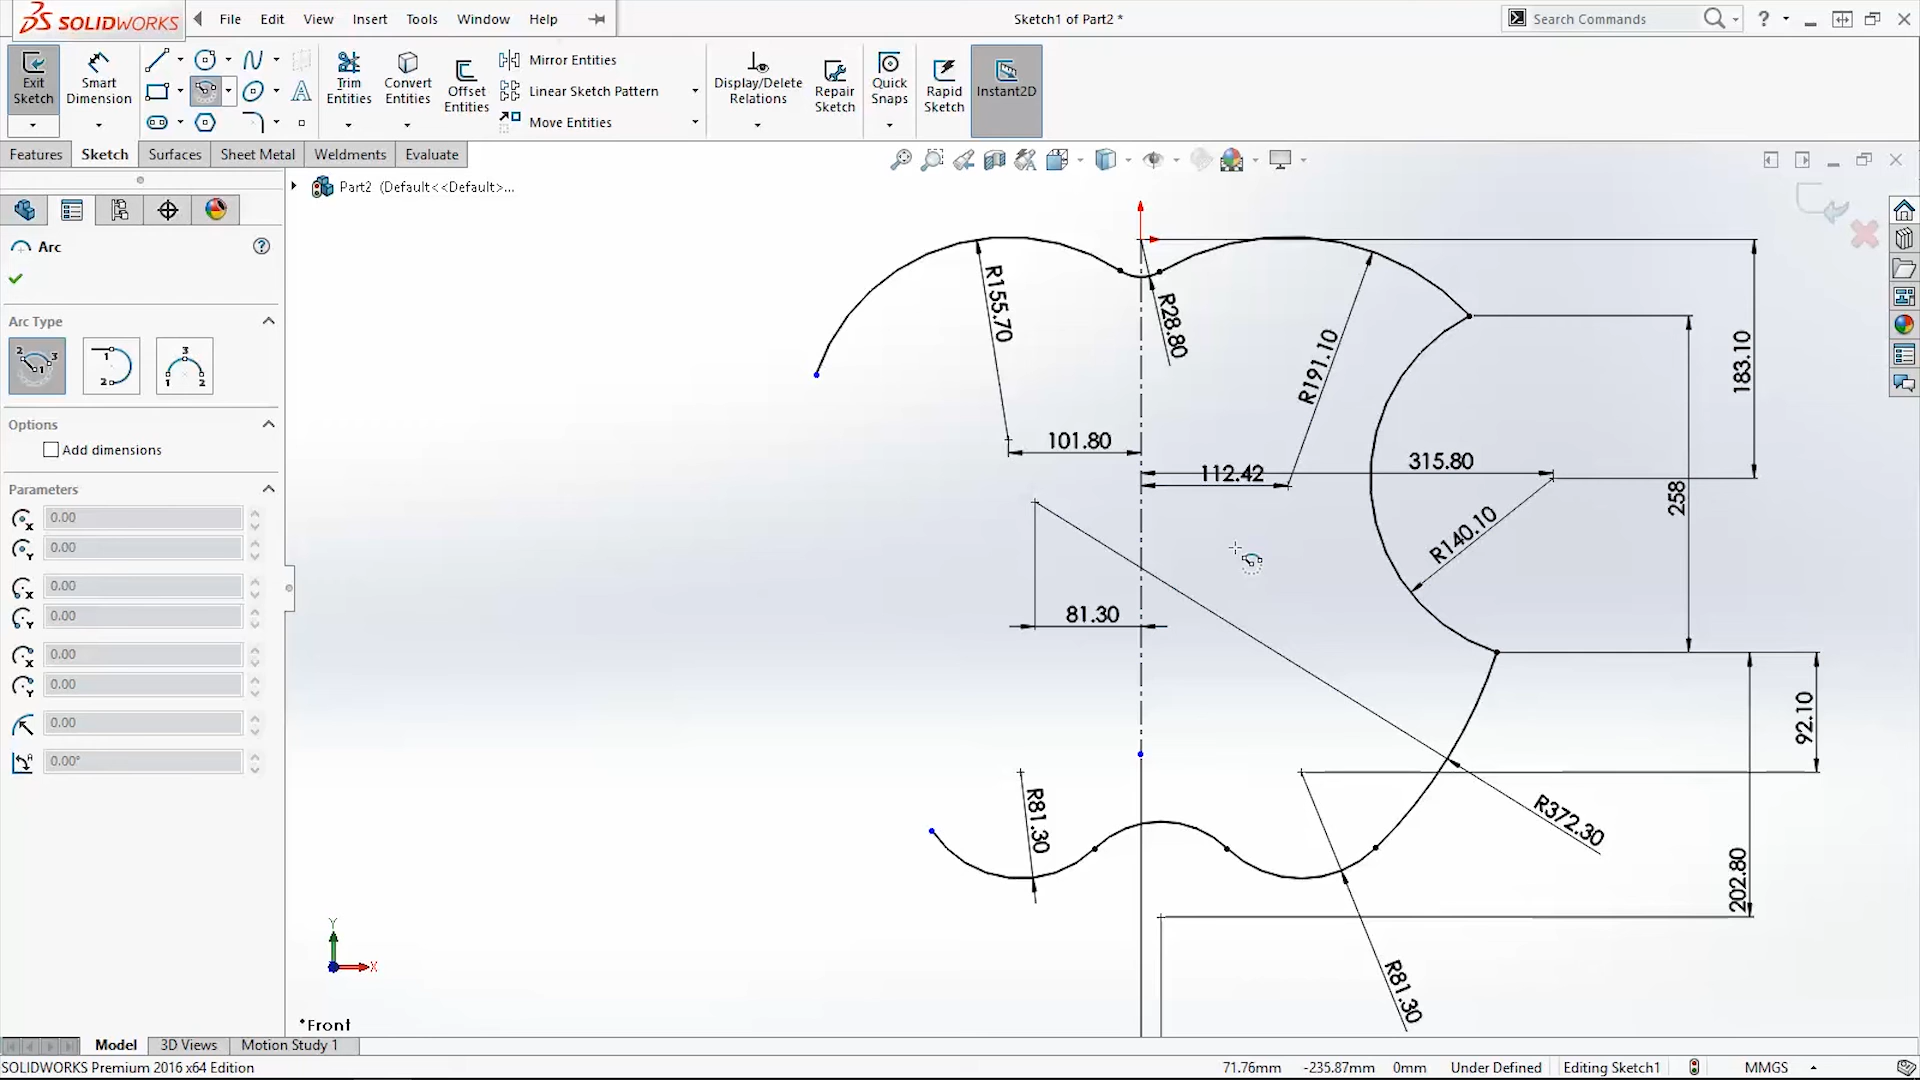 SOLIDWORKS
File Edit View Insert Tools Window Help
Sketch1 of Part2 *
Search Commands
Exit Sketch
Smart Dimension
Trim Entities
Convert Entities
Offset Entities
Mirror Entities
Linear Sketch Pattern
Move Entities
Display/Delete Relations
Repair Sketch
Quick Snaps
Rapid Sketch
Instant2D
Features Sketch Surfaces Sheet Metal Weldments Evaluate
Part2 (Default<<Default>...
Arc
Arc Type
Options
Add dimensions
Parameters
0.00
0.00
0.00
0.00
0.00
0.00
0.00
0.00°
R155.70
R28.80
R191.10
183.10
101.80
112.42
315.80
258
R140.10
81.30
92.10
R81.30
R372.30
202.80
R81.30
Y
X
*Front
Model 3D Views Motion Study 1
SOLIDWORKS Premium 2016 x64 Edition
71.76mm -235.87mm 0mm Under Defined Editing Sketch1 MMGS